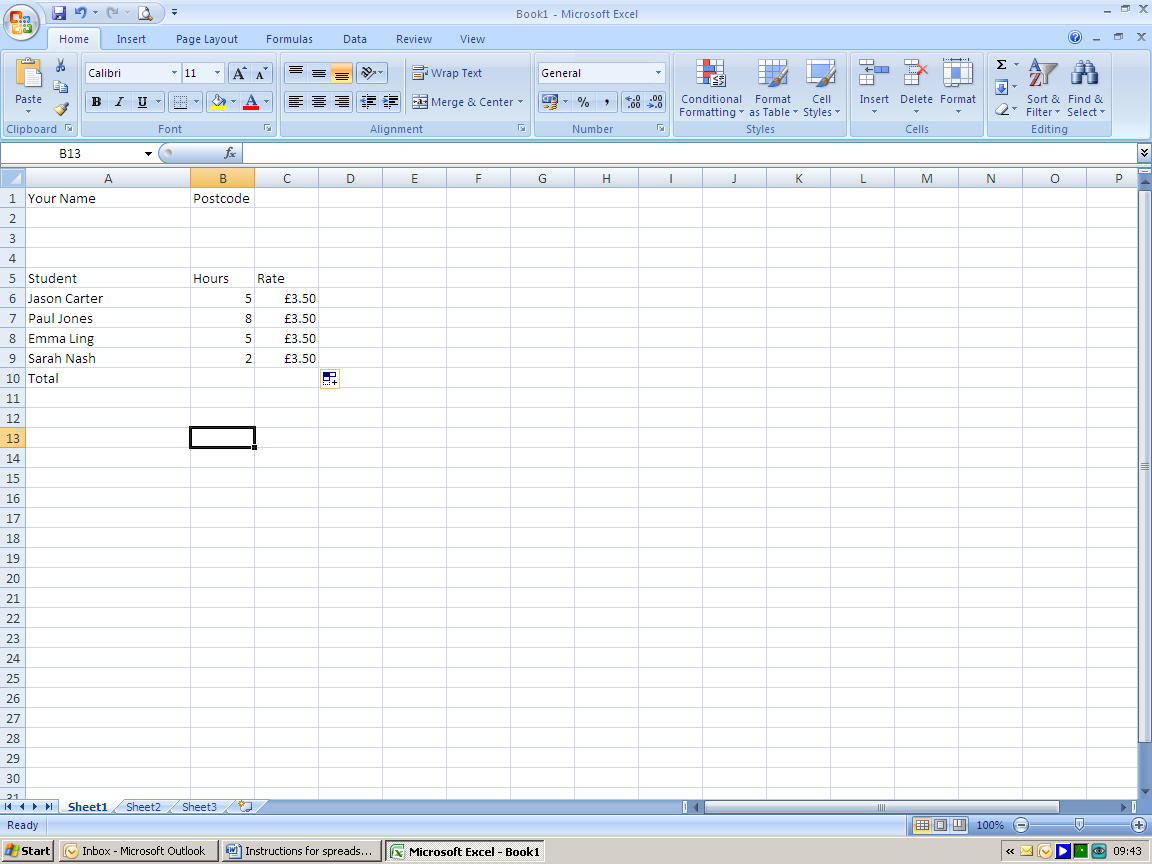 Book1 - Microsoft Excel
Home Insert Page Layout Formulas Data Review View
Paste Calibri 11 A A Wrap Text General Conditional Formatting Format as Table Cell Styles Insert Delete Format Σ Sort & Filter Find & Select
B I U A Merge & Center % , .00 .00
Clipboard Font Alignment Number Styles Cells Editing
B13 fx
A B C D E F G H I J K L M N O P
1 Your Name Postcode
2
3
4
5 Student Hours Rate
6 Jason Carter 5 £3.50
7 Paul Jones 8 £3.50
8 Emma Ling 5 £3.50
9 Sarah Nash 2 £3.50
10 Total
11
12
13
14
15
16
17
18
19
20
21
22
23
24
25
26
27
28
29
30
31
Sheet1 Sheet2 Sheet3
Ready 100%
Start Inbox - Microsoft Outlook Instructions for spreads... Microsoft Excel - Book1 « 09:43